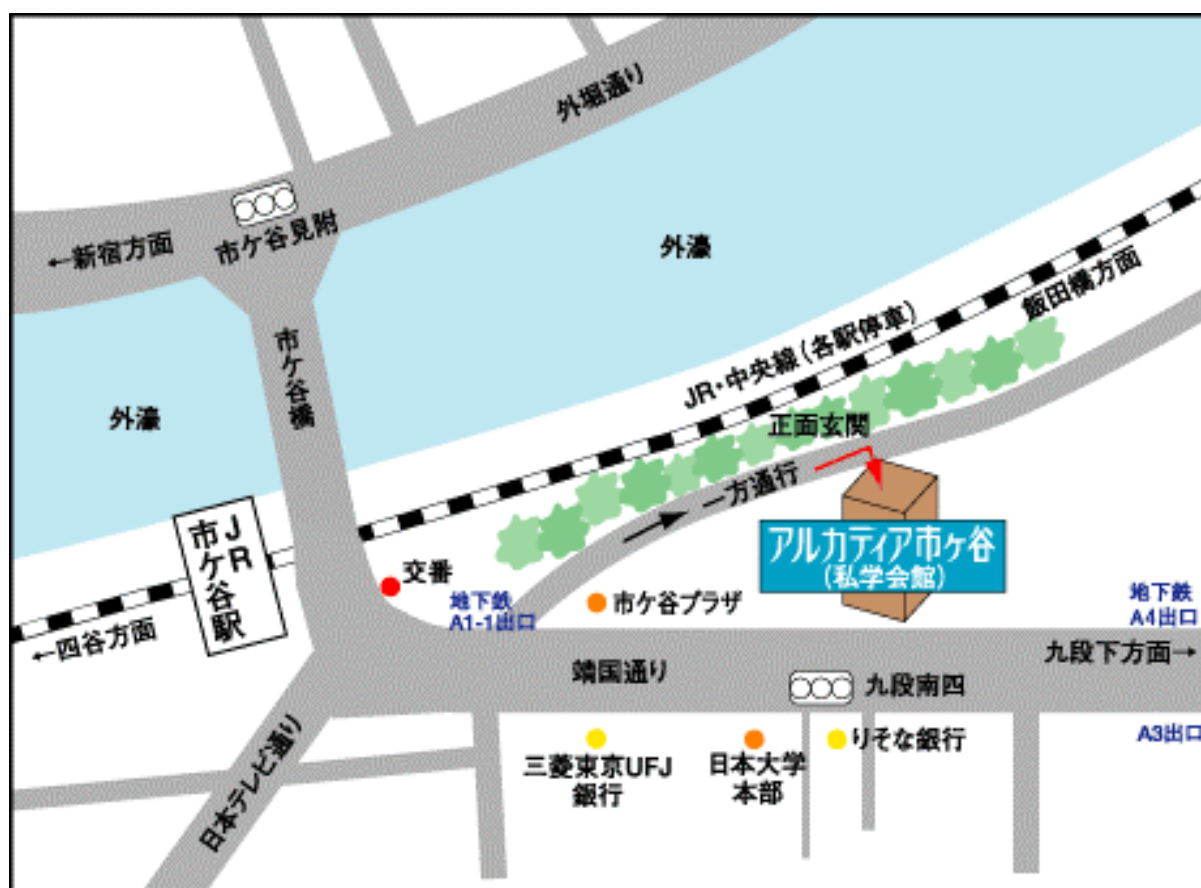 外堀通り
市ケ谷見附
←新宿方面
外濠
市ケ谷橋
外濠
飯田橋方面
JR・中央線(各駅停車)
正面玄関
一方通行
JR
市ケ谷駅
アルカディア市ヶ谷
(私学会館)
交番
地下鉄
A1-1出口
市ケ谷プラザ
地下鉄
A4出口
←四谷方面
九段下方面→
靖国通り
九段南四
A3出口
三菱東京UFJ
銀行
日本大学
本部
りそな銀行
日本テレビ通り